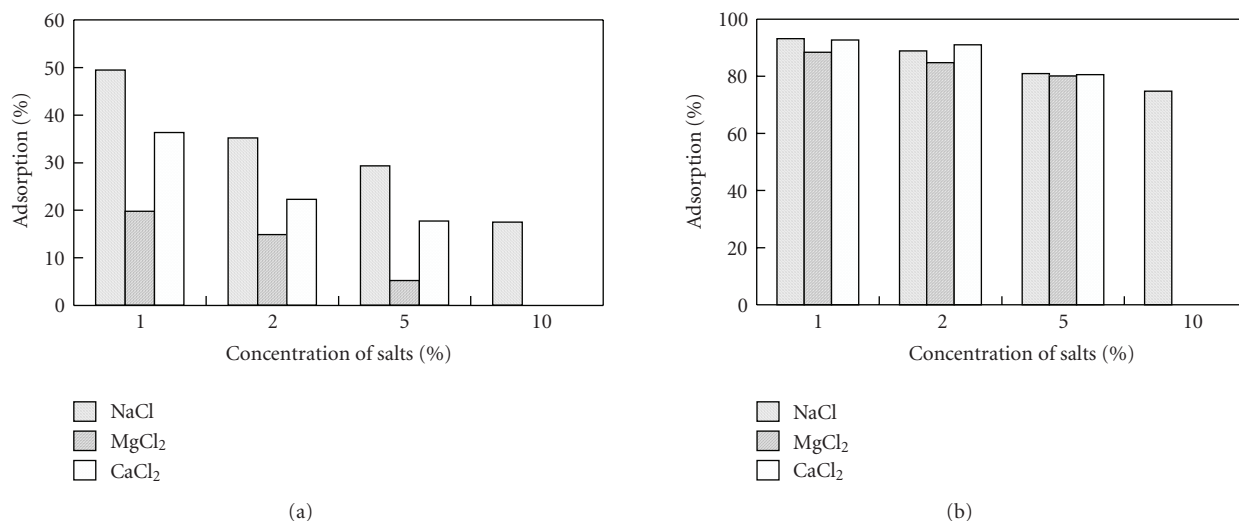 60
50
40
30
20
10
0
Adsorption (%)
1 2 5 10
Concentration of salts (%)
NaCl
MgCl₂
CaCl₂
(a)
100
80
60
40
20
0
Adsorption (%)
1 2 5 10
Concentration of salts (%)
NaCl
MgCl₂
CaCl₂
(b)